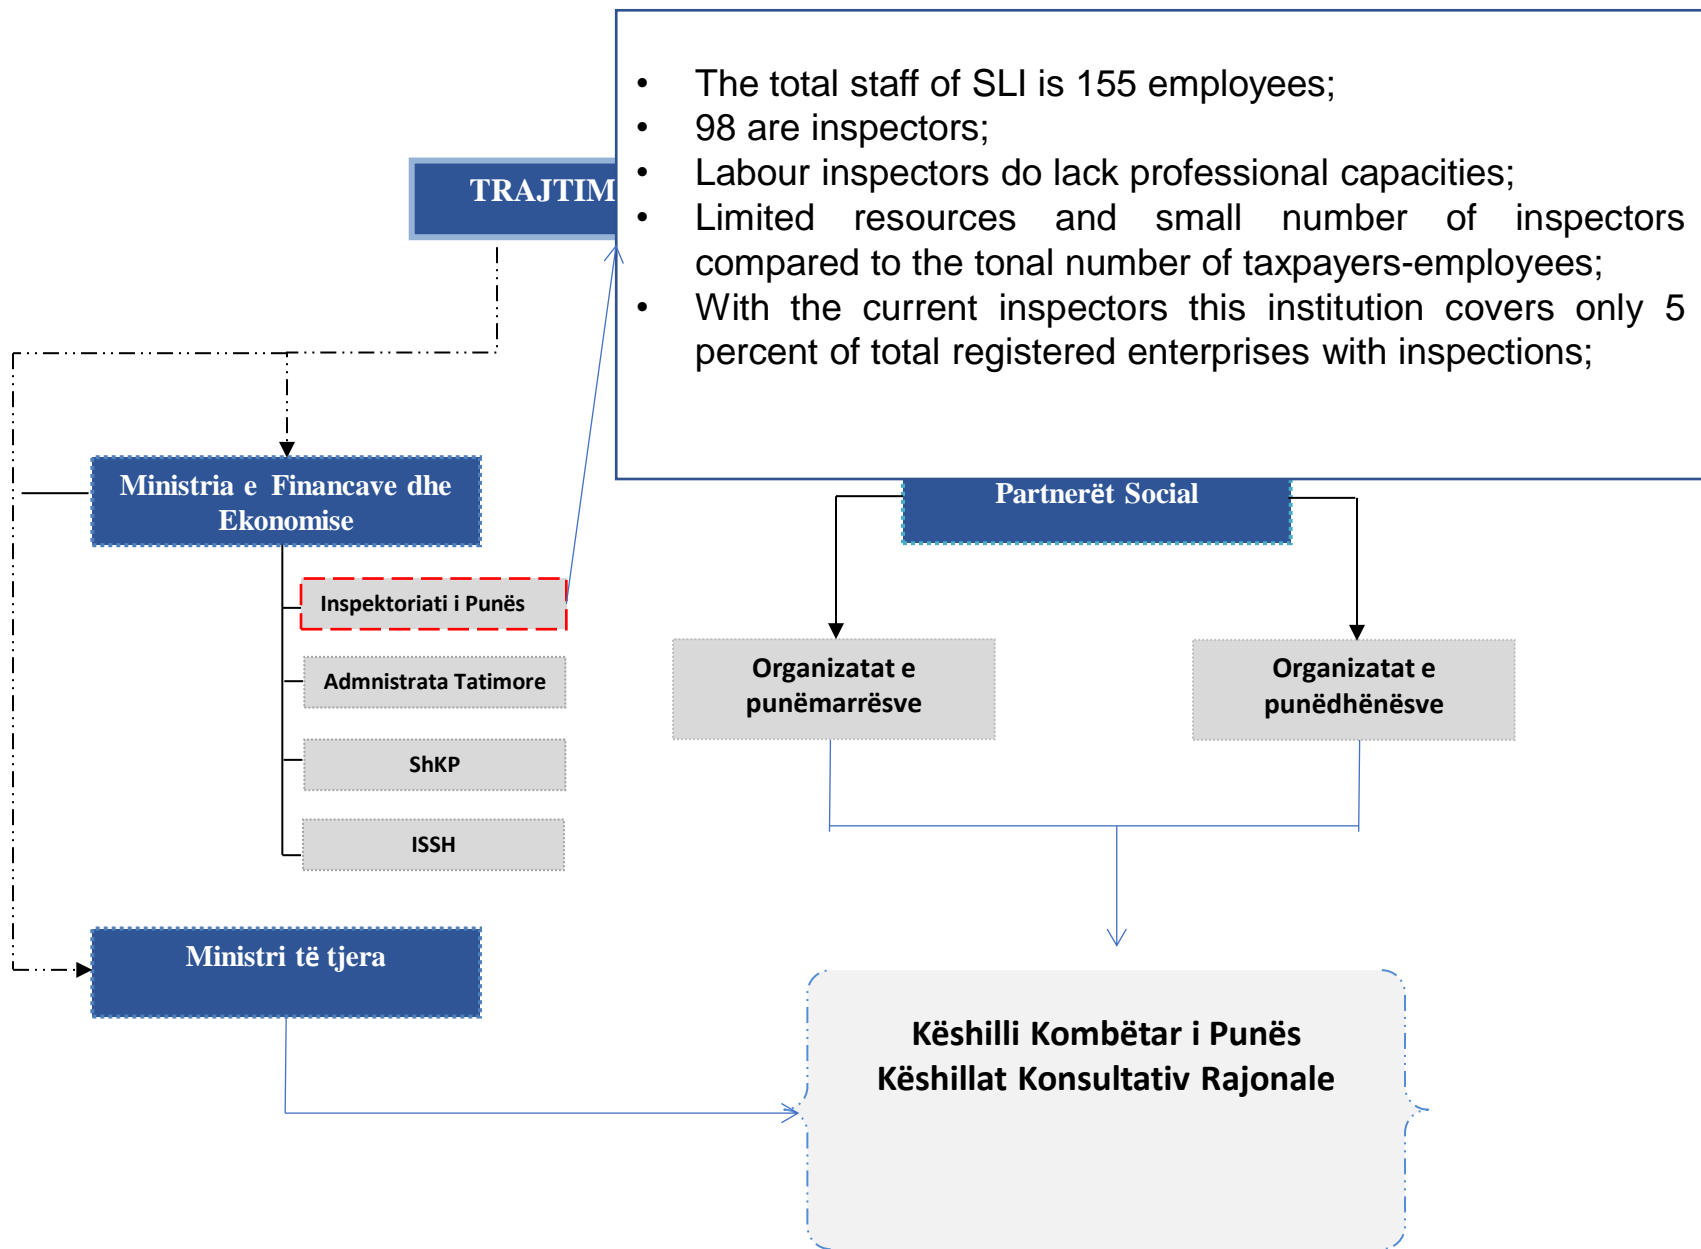 • The total staff of SLI is 155 employees;
• 98 are inspectors;
• Labour inspectors do lack professional capacities;
• Limited resources and small number of inspectors
compared to the tonal number of taxpayers-employees;
• With the current inspectors this institution covers only 5
percent of total registered enterprises with inspections;
TRAJTIM
Ministria e Financave dhe
Ekonomise
Inspektoriati i Punës
Admnistrata Tatimore
ShKP
ISSH
Ministri të tjera
Partnerët Social
Organizatat e
punëmarrësve
Organizatat e
punëdhënësve
Këshilli Kombëtar i Punës
Këshillat Konsultativ Rajonale